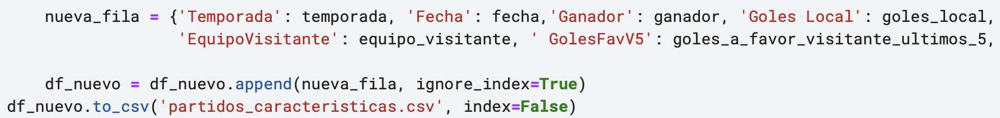 nueva_fila = {'Temporada': temporada, 'Fecha': fecha,'Ganador': ganador, 'Goles Local': goles_local,
'EquipoVisitante': equipo_visitante, ' GolesFavV5': goles_a_favor_visitante_ultimos_5,
df_nuevo = df_nuevo.append(nueva_fila, ignore_index=True)
df_nuevo.to_csv('partidos_caracteristicas.csv', index=False)